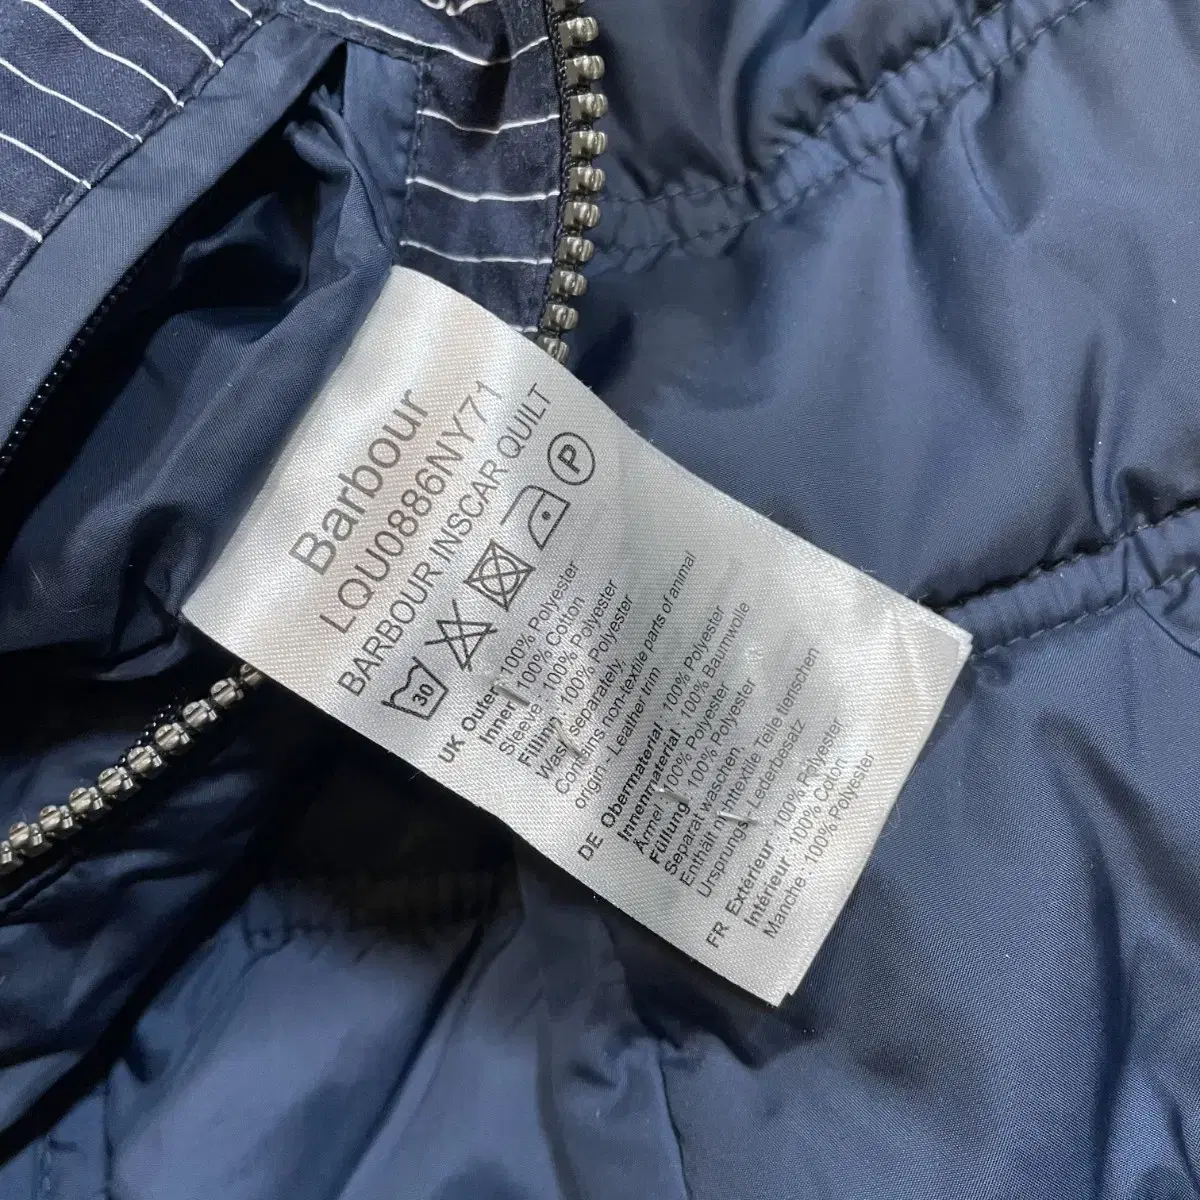 Barbour
LQU0886NY71
BARBOUR INSCAR QUILT
30
P
UK Outer : 100% Polyester
Inner : 100% Cotton
Sleeve : 100% Polyester
Filling : 100% Polyester
Wash separately.
Contains non-textile parts of animal
origin - Leather trim
DE Obermaterial : 100% Polyester
Innenmaterial : 100% Baumwolle
Ärmel : 100% Polyester
Füllung : 100% Polyester
Separat waschen.
Enthält nichttextile Teile tierischen
Ursprungs - Lederbesatz
FR Extérieur : 100% Polyester
Intérieur : 100% Coton
Manche : 100% Polyester